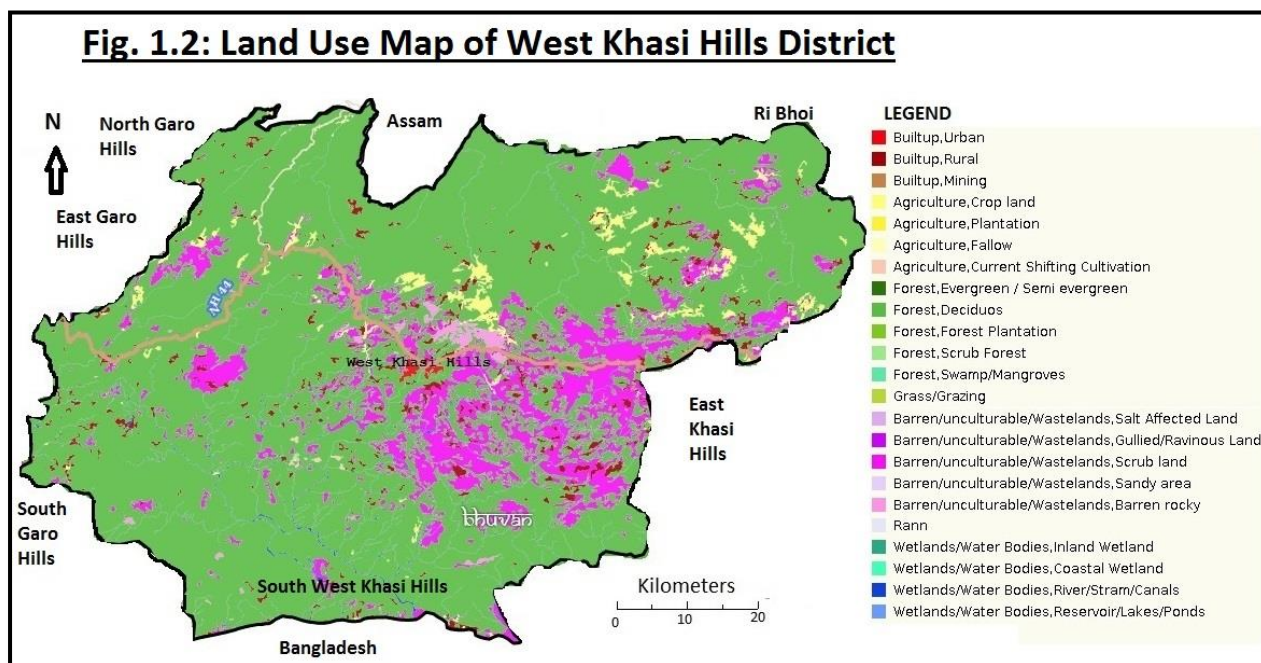 Fig. 1.2: Land Use Map of West Khasi Hills District
N
North Garo
Hills
Assam
Ri Bhoi
East Garo
Hills
NH 44
West Khasi Hills
East
Khasi
Hills
South
Garo
Hills
bhuvan
South West Khasi Hills
Bangladesh
Kilometers
0 10 20
LEGEND
Builtup,Urban
Builtup,Rural
Builtup,Mining
Agriculture,Crop land
Agriculture,Plantation
Agriculture,Fallow
Agriculture,Current Shifting Cultivation
Forest,Evergreen / Semi evergreen
Forest,Deciduos
Forest,Forest Plantation
Forest,Scrub Forest
Forest,Swamp/Mangroves
Grass/Grazing
Barren/unculturable/Wastelands,Salt Affected Land
Barren/unculturable/Wastelands,Gullied/Ravinous Land
Barren/unculturable/Wastelands,Scrub land
Barren/unculturable/Wastelands,Sandy area
Barren/unculturable/Wastelands,Barren rocky
Rann
Wetlands/Water Bodies,Inland Wetland
Wetlands/Water Bodies,Coastal Wetland
Wetlands/Water Bodies,River/Stram/Canals
Wetlands/Water Bodies,Reservoir/Lakes/Ponds